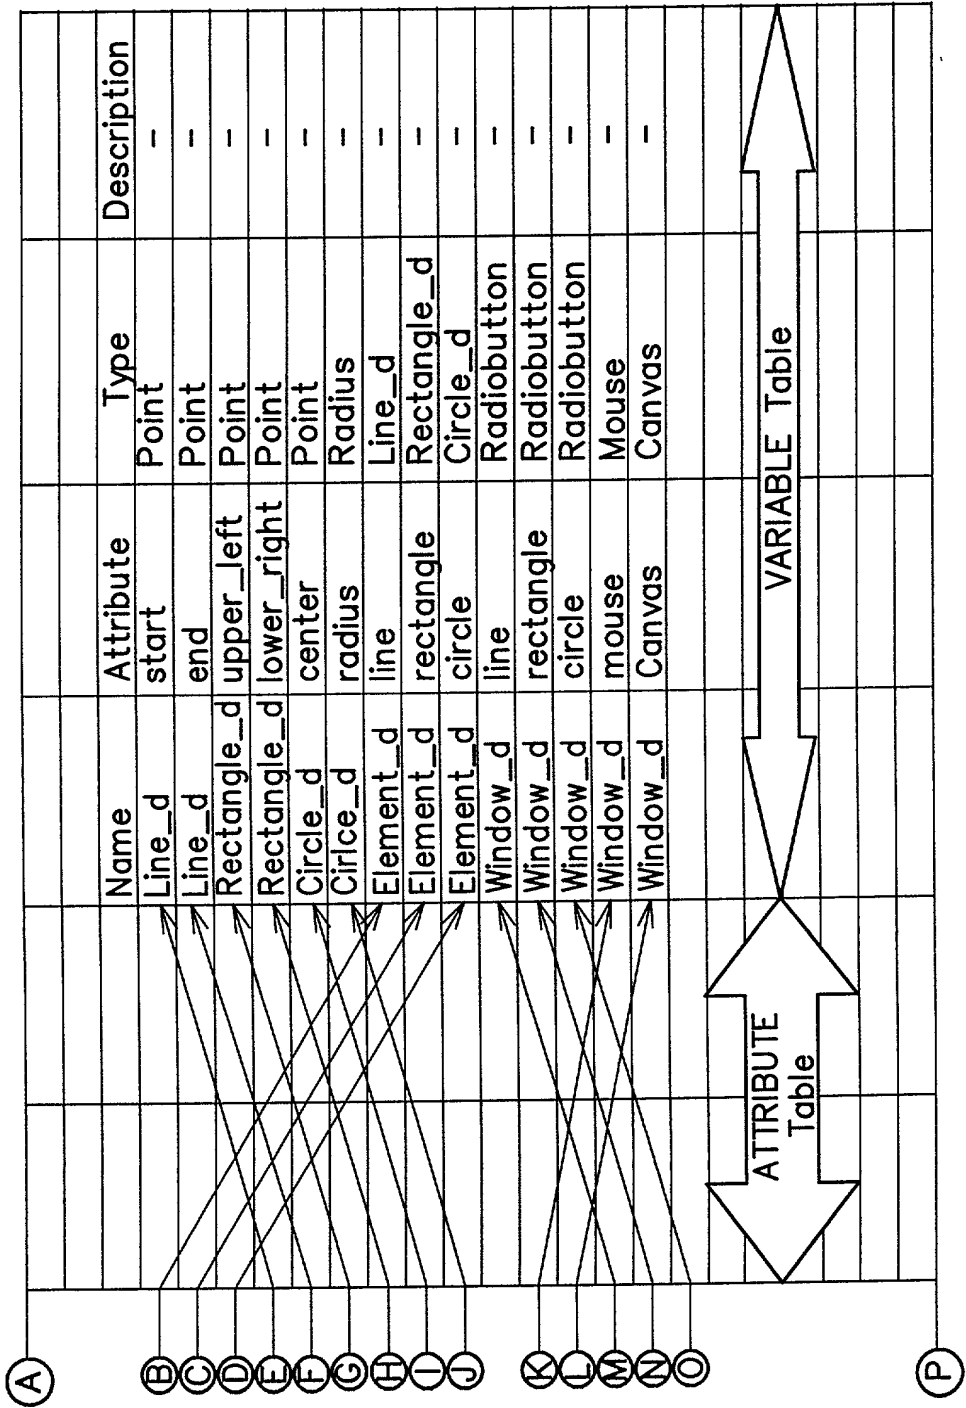 Name Attribute Type Description
Line_d start Point -
Line_d end Point -
Rectangle_d upper_left Point -
Rectangle_d lower_right Point -
Circle_d center Point -
Cirlce_d radius Radius -
Element_d line Line_d -
Element_d rectangle Rectangle_d -
Element_d circle Circle_d -
Window_d line Radiobutton -
Window_d rectangle Radiobutton -
Window_d circle Radiobutton -
Window_d mouse Mouse -
Window_d Canvas Canvas -
ATTRIBUTE
Table
VARIABLE Table
A
B
C
D
E
F
G
H
I
J
K
L
M
N
O
P